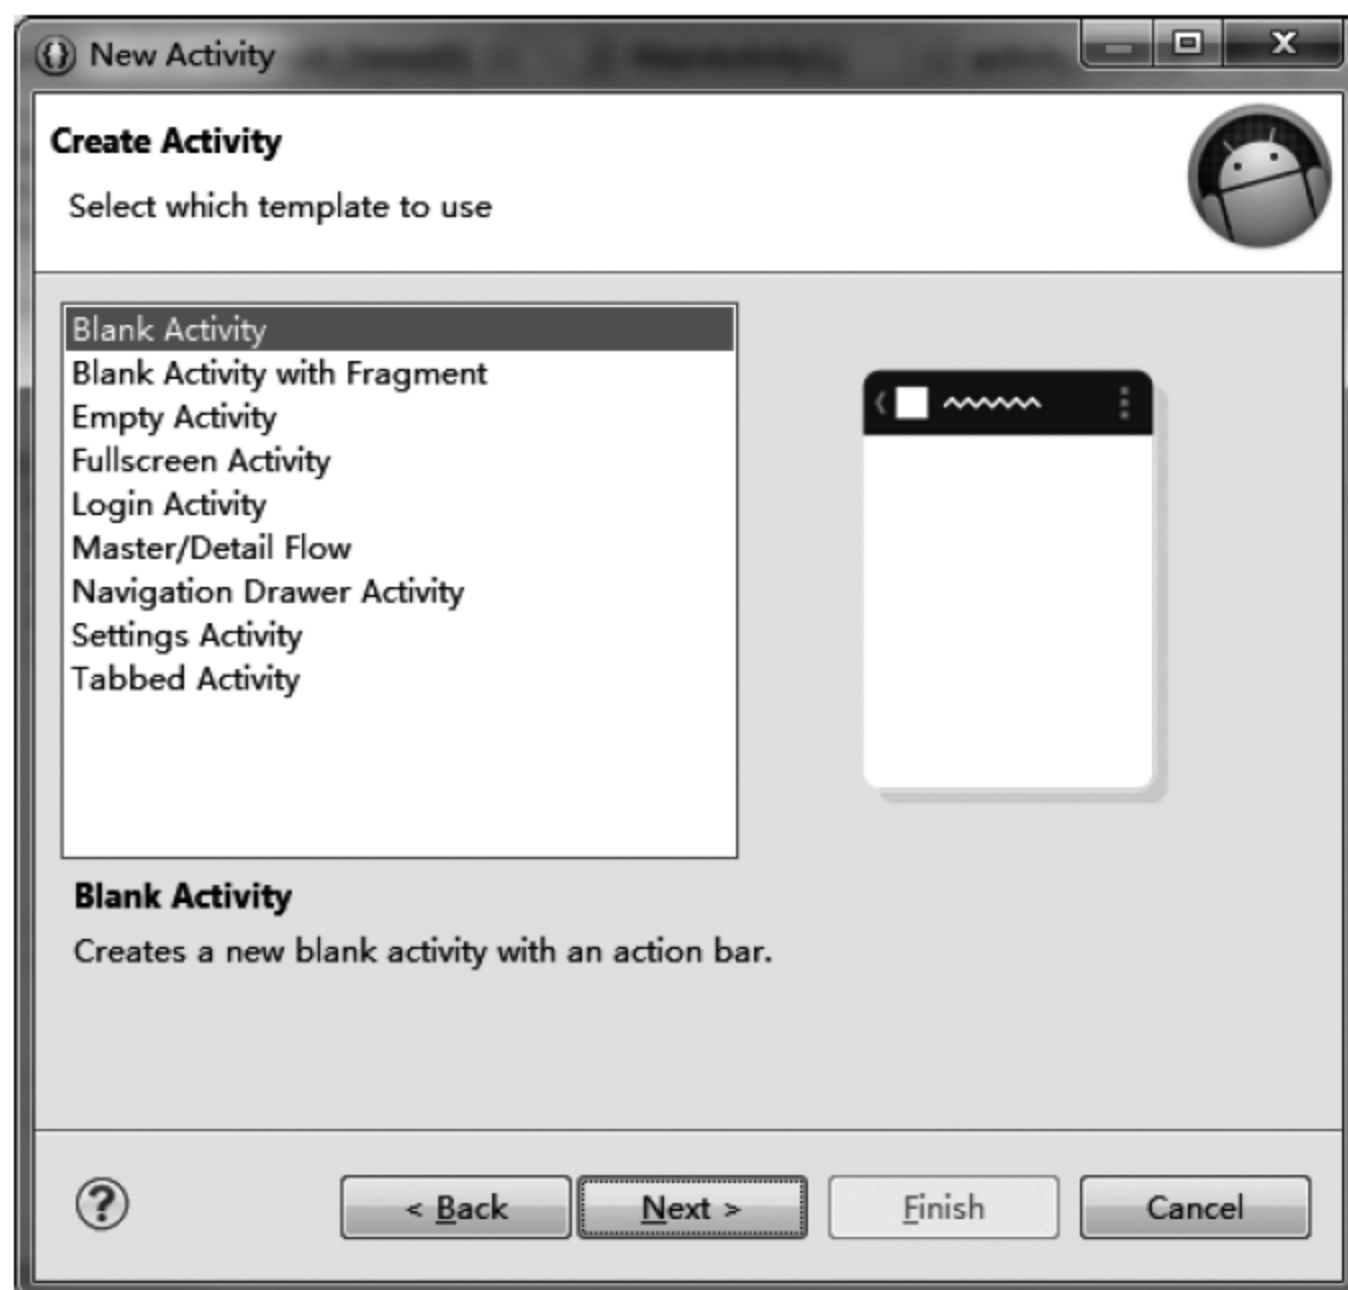 New Activity
Create Activity
Select which template to use
Blank Activity
Blank Activity with Fragment
Empty Activity
Fullscreen Activity
Login Activity
Master/Detail Flow
Navigation Drawer Activity
Settings Activity
Tabbed Activity
Blank Activity
Creates a new blank activity with an action bar.
< Back
Next >
Finish
Cancel